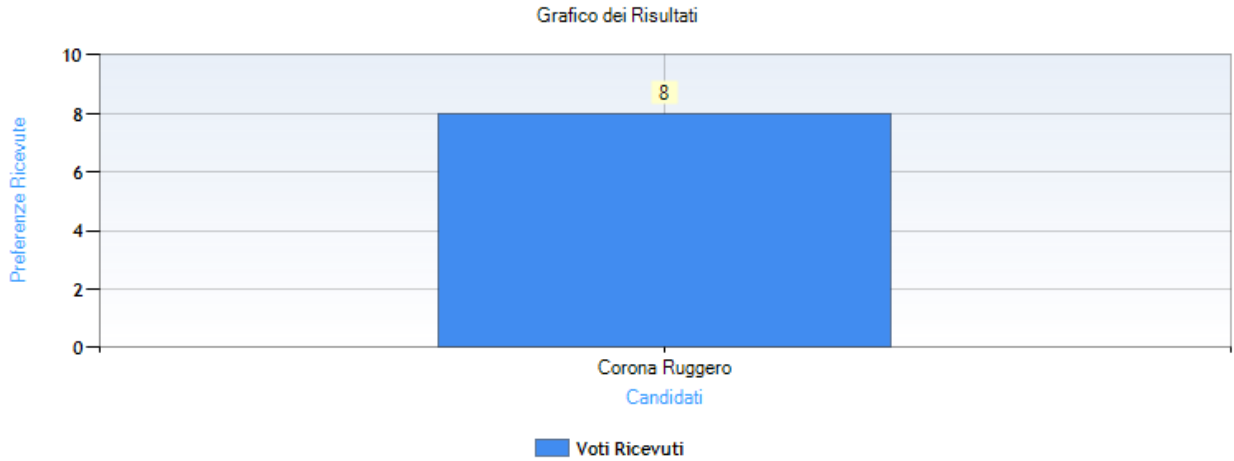 Grafico dei Risultati
10
8
8
6
4
2
0
Preferenze Ricevute
Corona Ruggero
Candidati
Voti Ricevuti